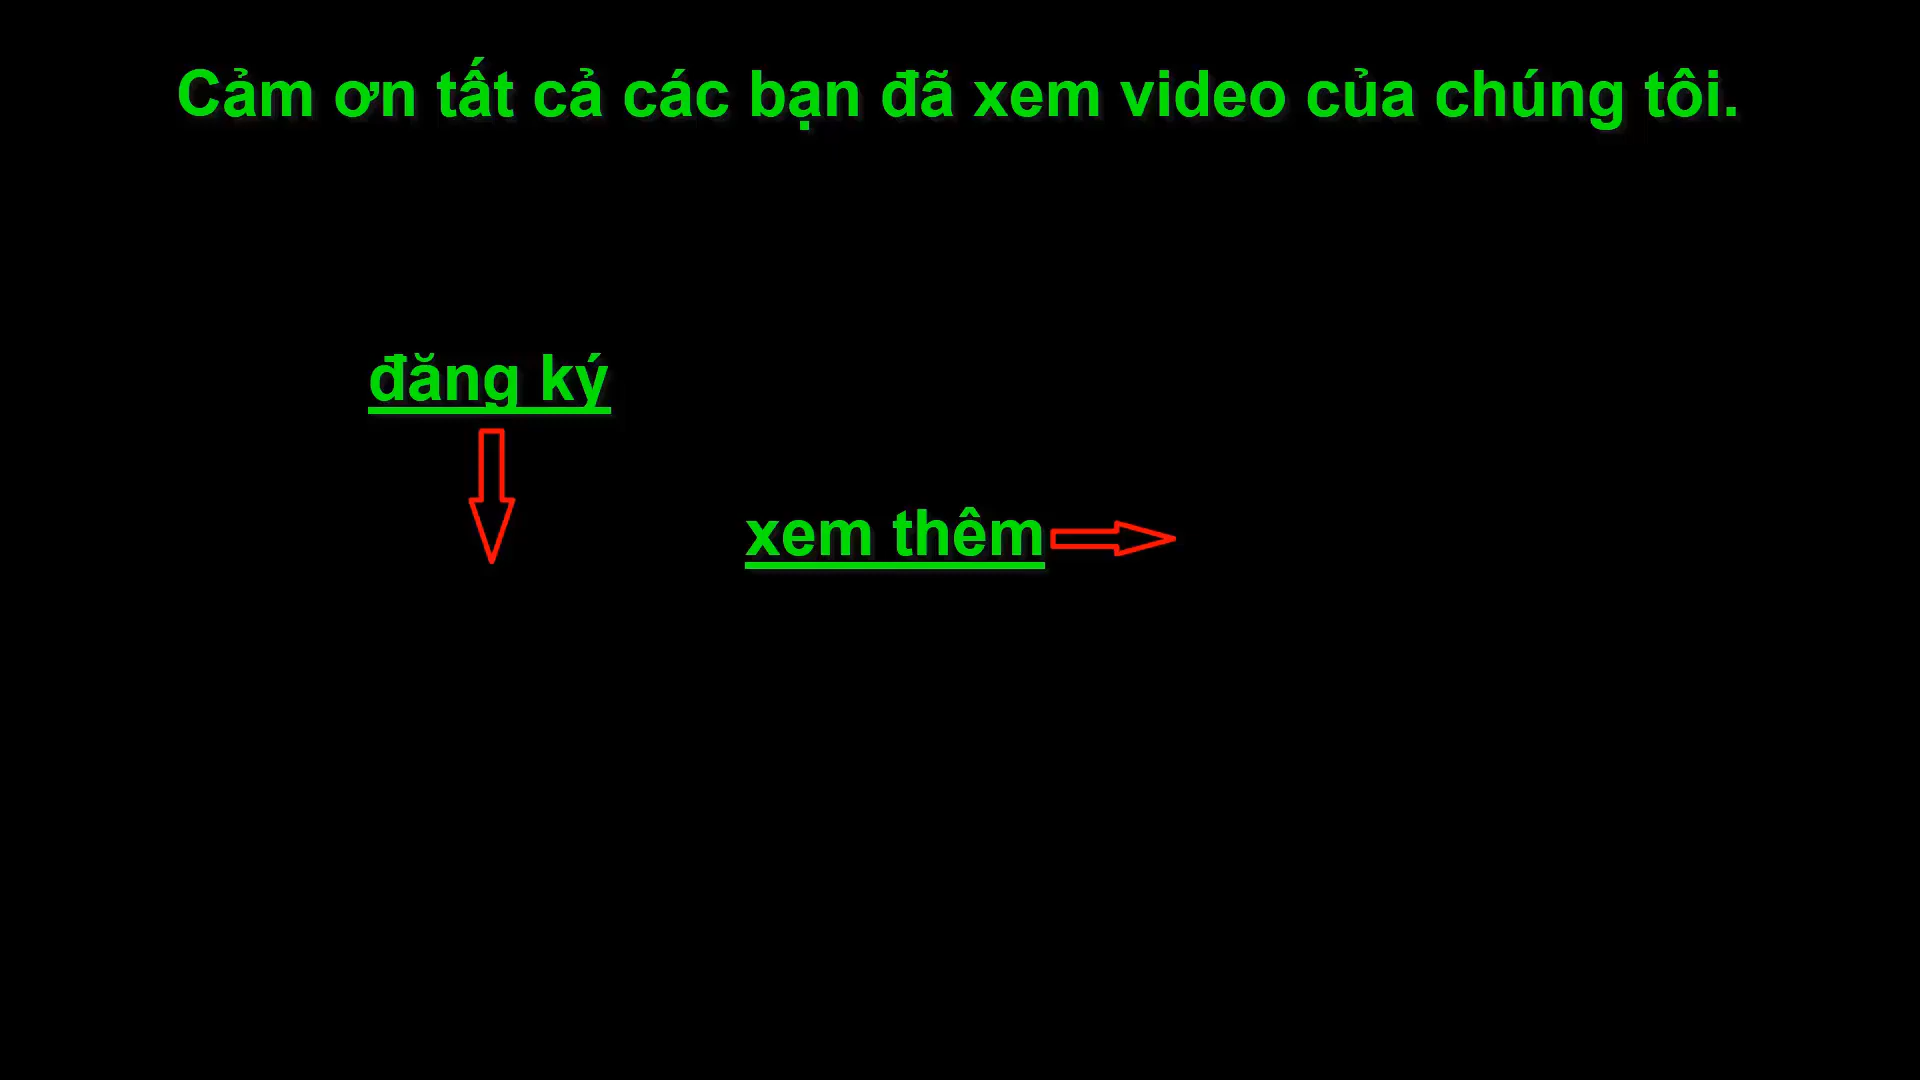 Cảm ơn tất cả các bạn đã xem video của chúng tôi.
đăng ký
xem thêm